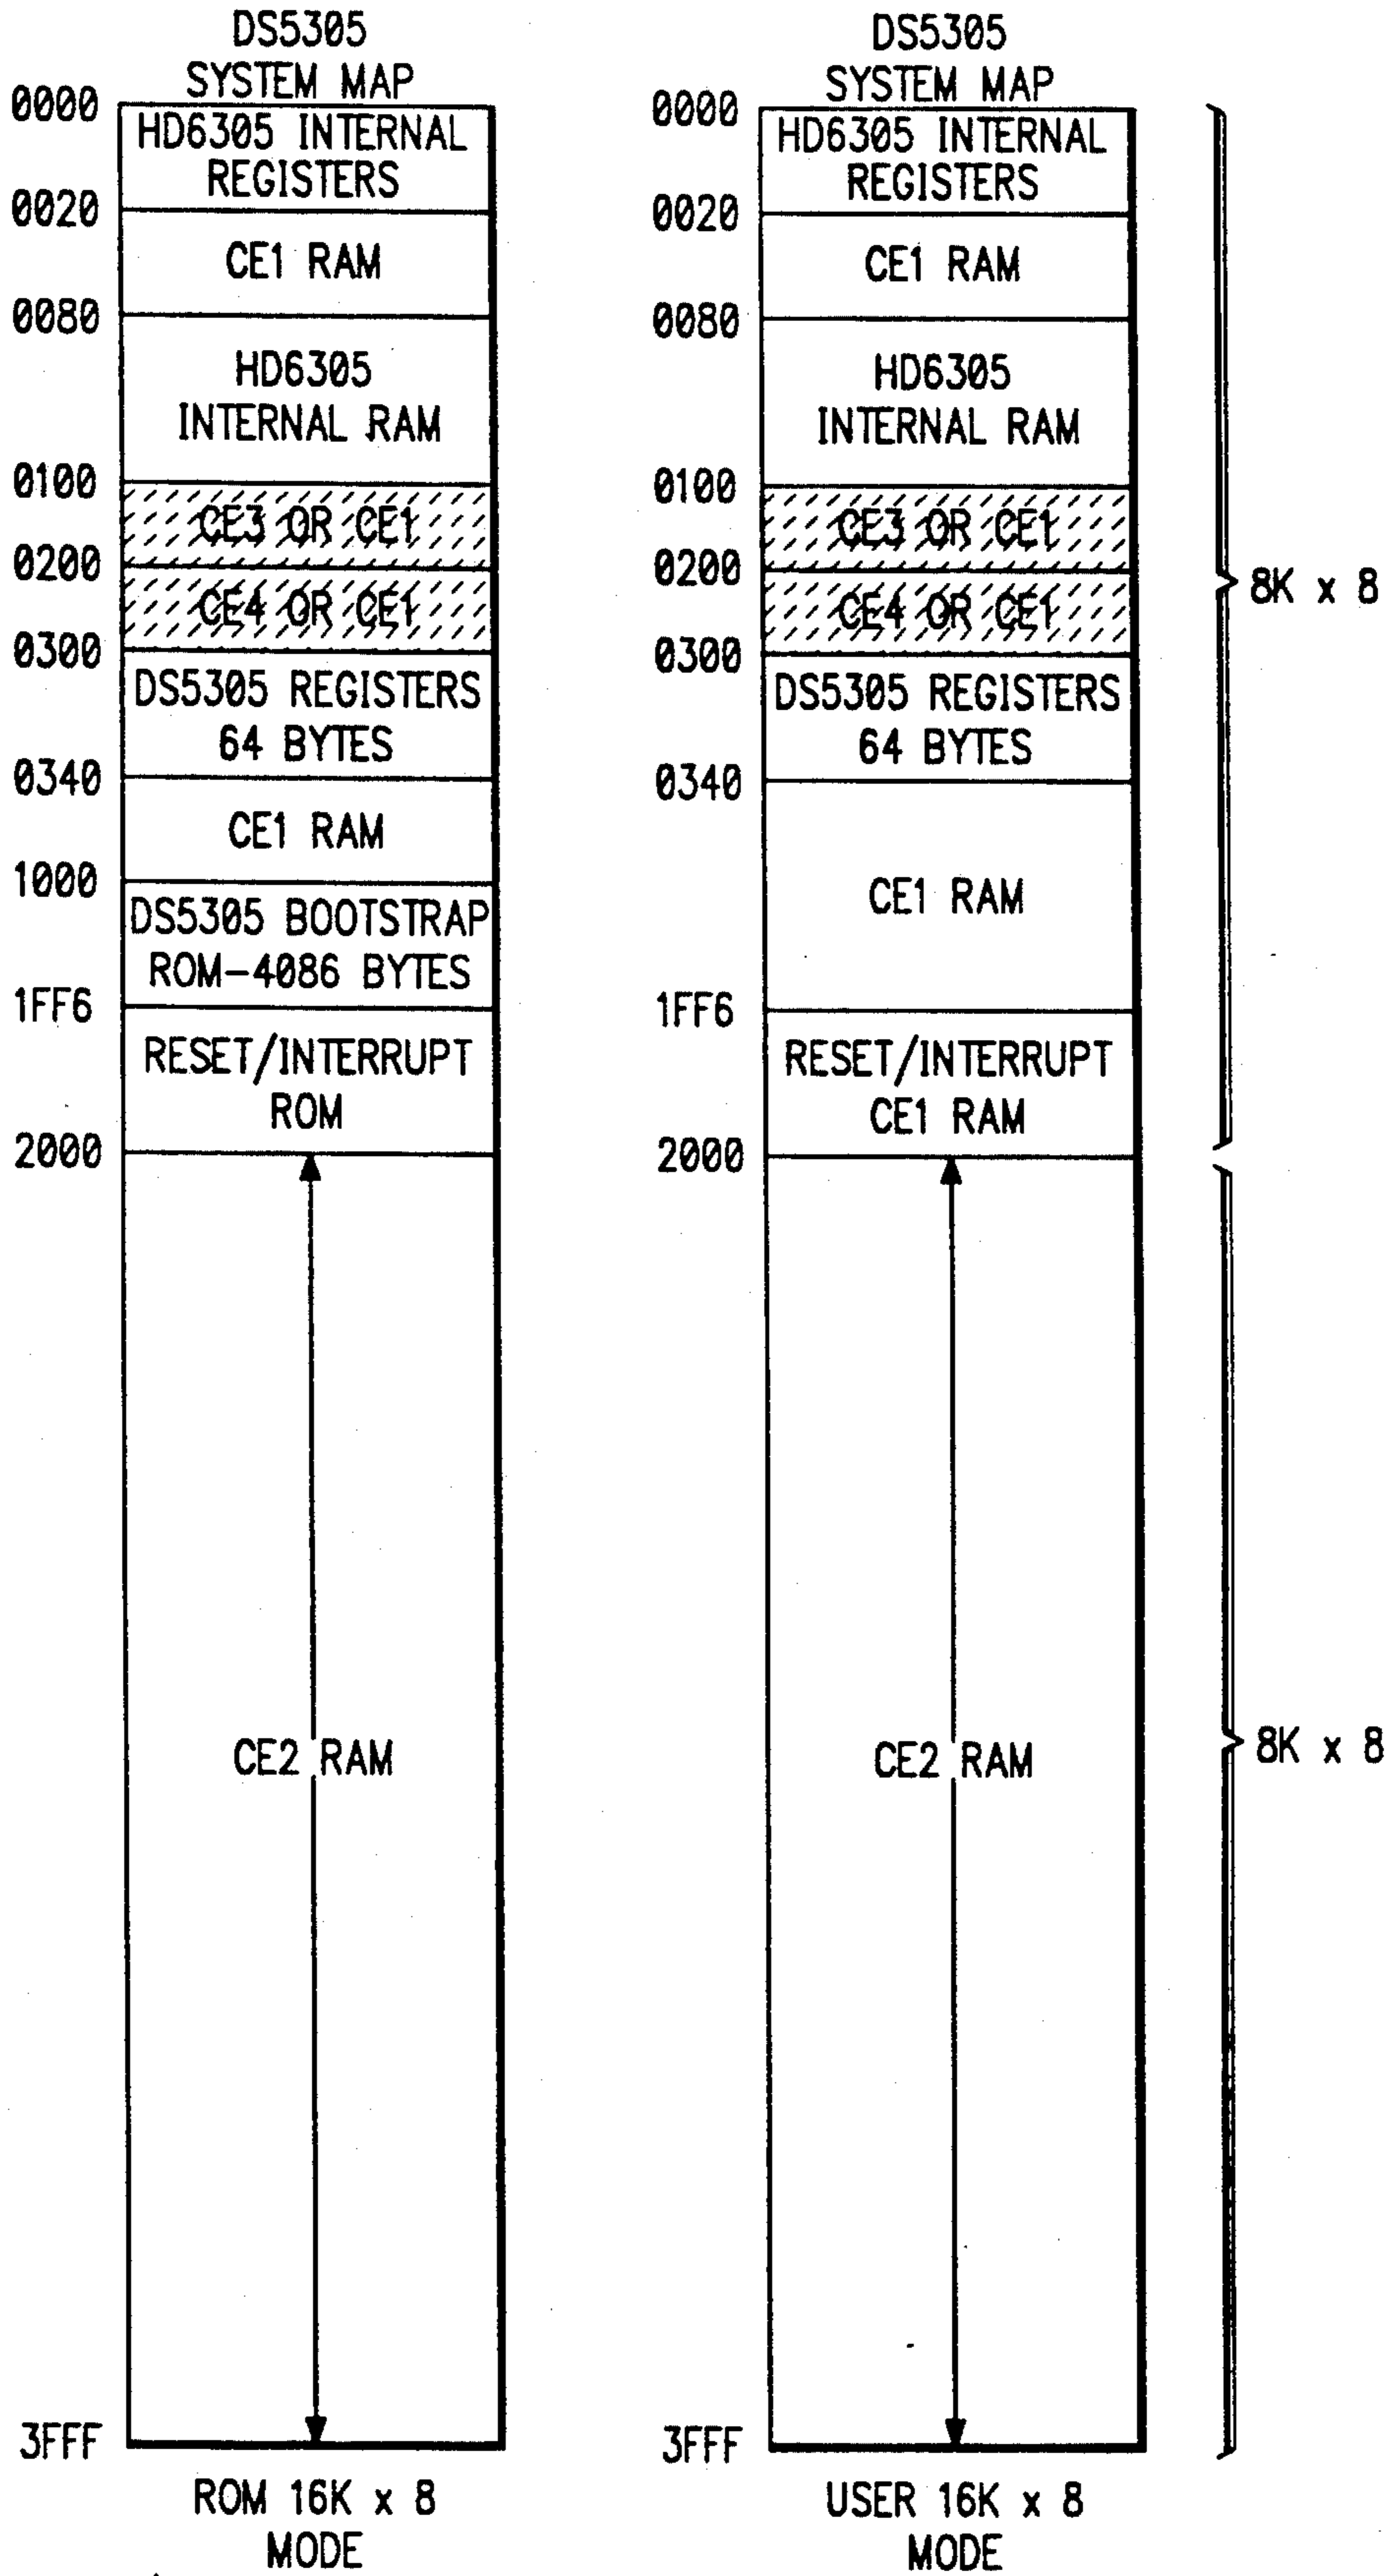 DS5305
SYSTEM MAP
0000
HD6305 INTERNAL
REGISTERS
0020
CE1 RAM
0080
HD6305
INTERNAL RAM
0100
CE3 OR CE1
0200
CE4 OR CE1
0300
DS5305 REGISTERS
64 BYTES
0340
CE1 RAM
1000
DS5305 BOOTSTRAP
ROM-4086 BYTES
1FF6
RESET/INTERRUPT
ROM
2000
CE2 RAM
3FFF
ROM 16K x 8
MODE
DS5305
SYSTEM MAP
0000
HD6305 INTERNAL
REGISTERS
0020
CE1 RAM
0080
HD6305
INTERNAL RAM
0100
CE3 OR CE1
0200
CE4 OR CE1
0300
DS5305 REGISTERS
64 BYTES
0340
CE1 RAM
1FF6
RESET/INTERRUPT
CE1 RAM
2000
CE2 RAM
3FFF
USER 16K x 8
MODE
8K x 8
8K x 8